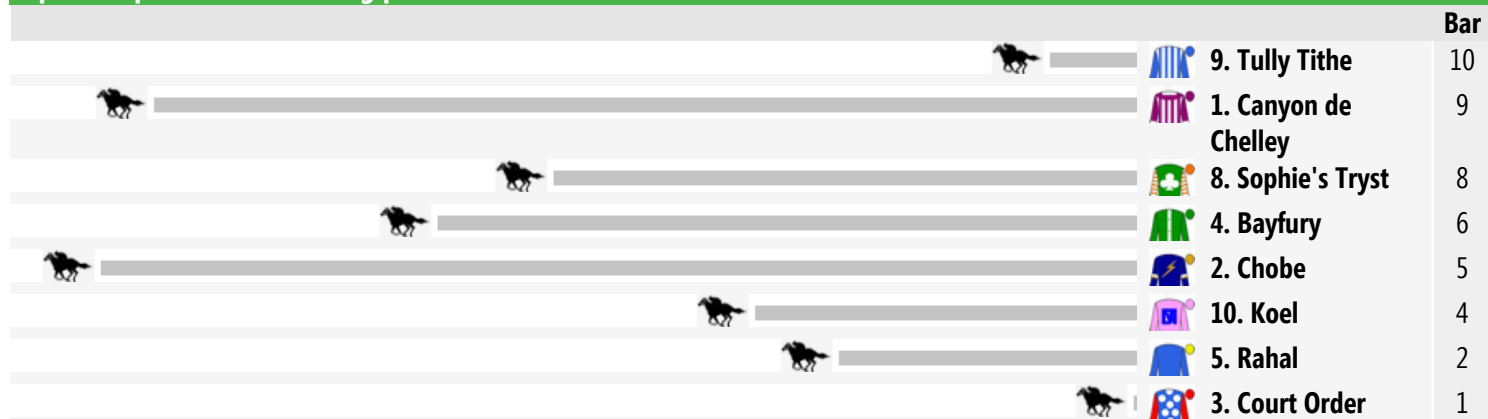 Bar
9. Tully Tithe 10
1. Canyon de 9
Chelley
8. Sophie's Tryst 8
4. Bayfury 6
2. Chobe 5
10. Koel 4
5. Rahal 2
3. Court Order 1